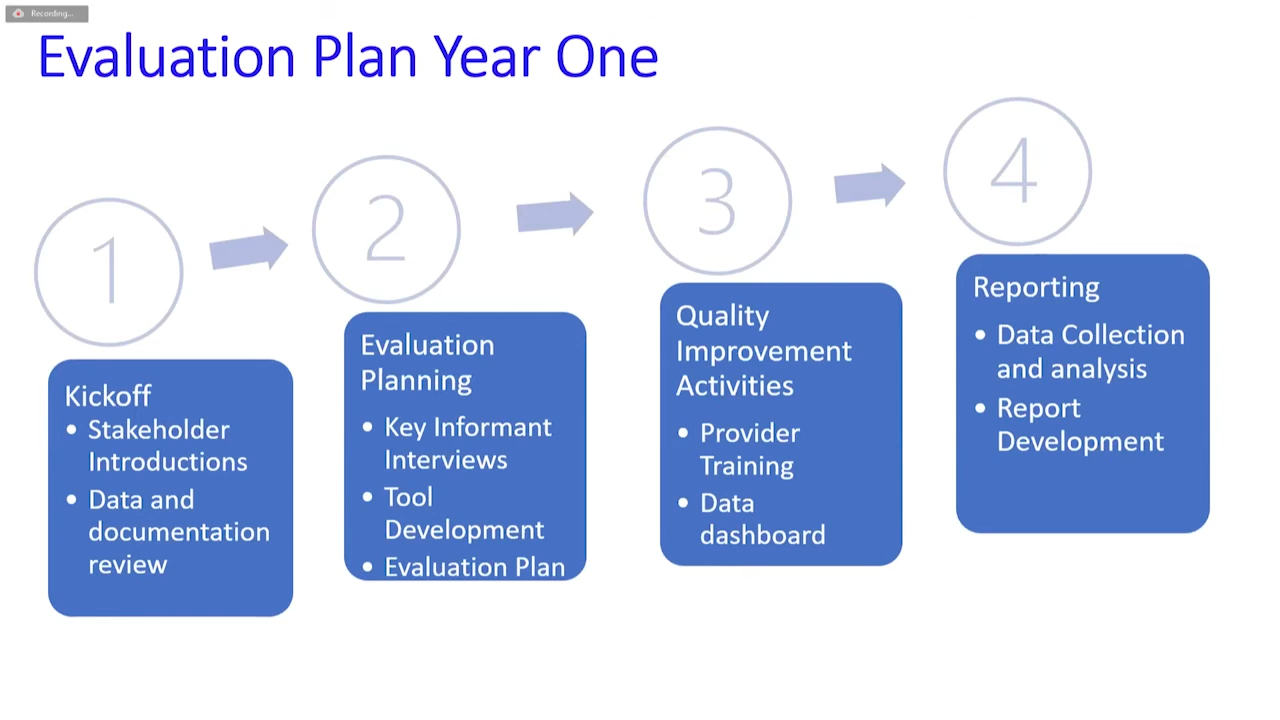 Recording...
Evaluation Plan Year One
1
Kickoff
• Stakeholder
Introductions
• Data and
documentation
review
2
Evaluation
Planning
• Key Informant
Interviews
• Tool
Development
• Evaluation Plan
3
Quality
Improvement
Activities
• Provider
Training
• Data
dashboard
4
Reporting
• Data Collection
and analysis
• Report
Development